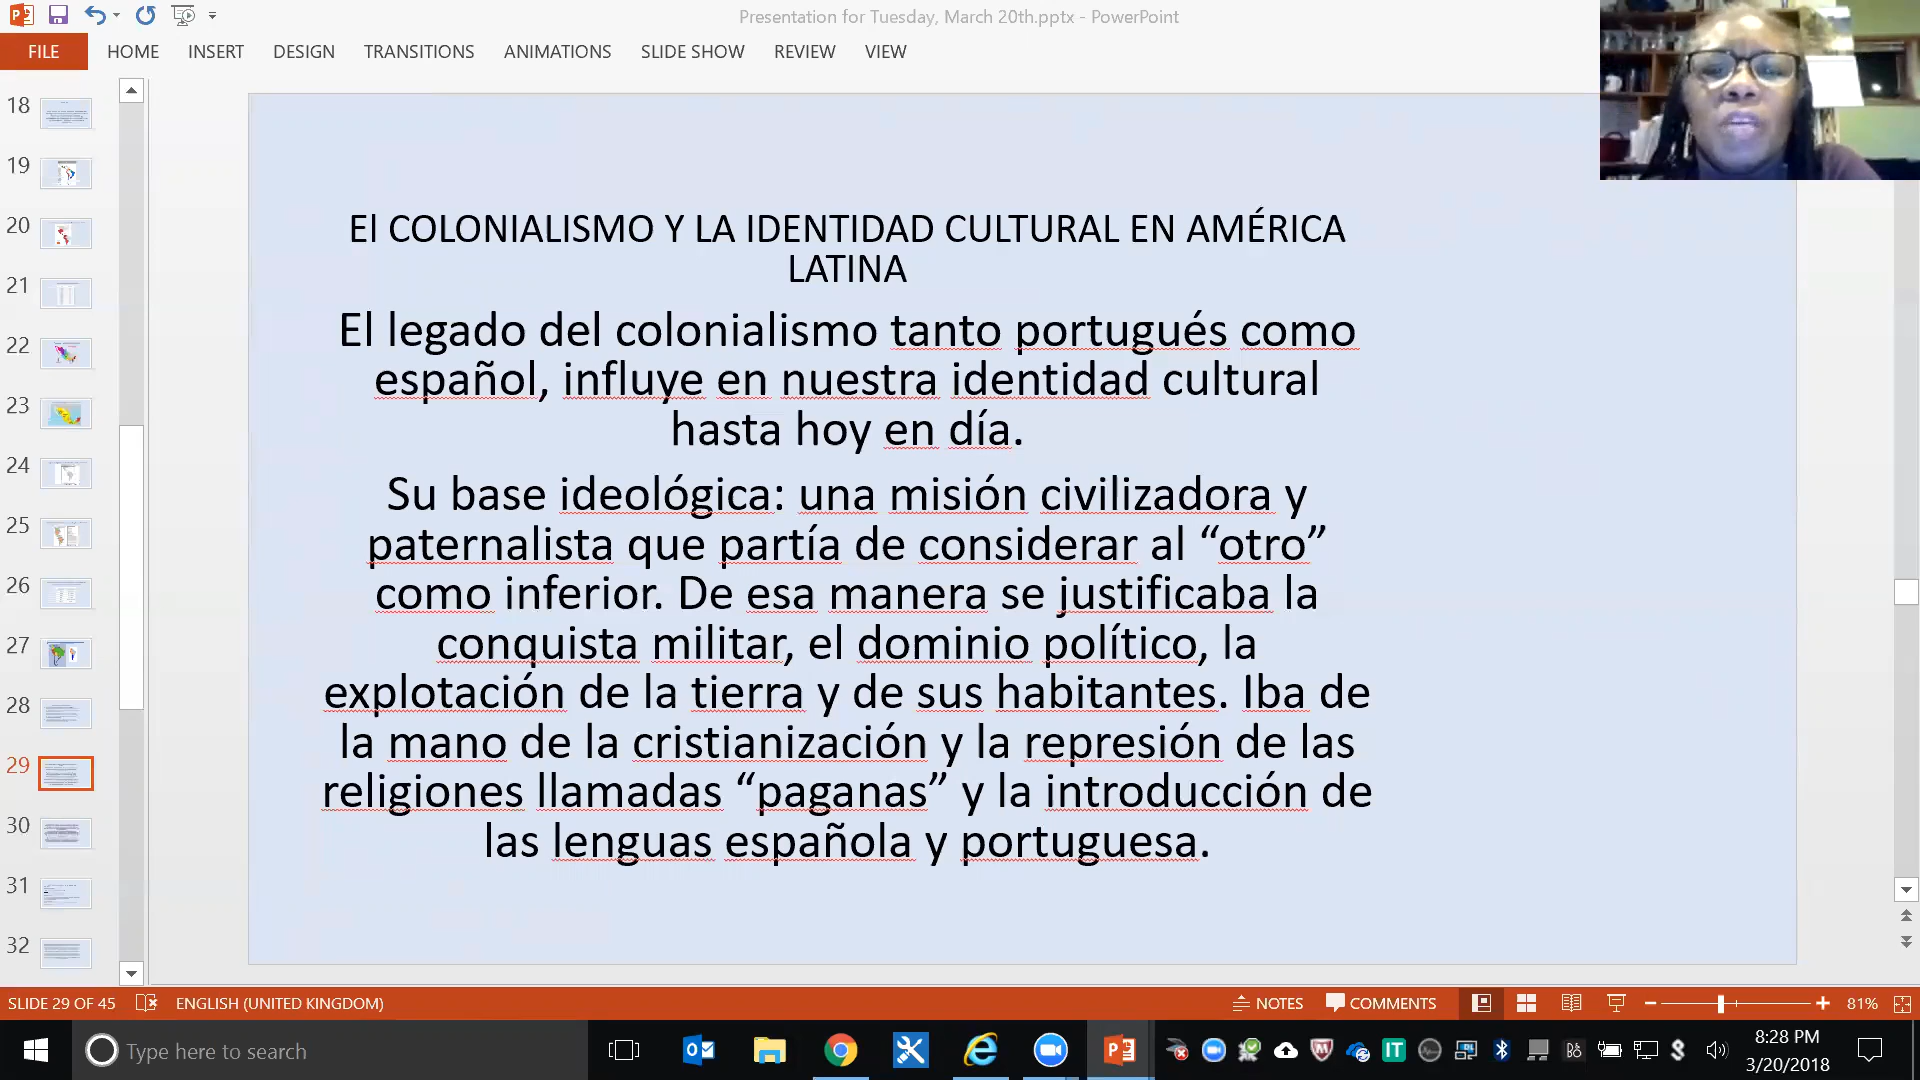 Presentation for Tuesday, March 20th.pptx - PowerPoint
FILE HOME INSERT DESIGN TRANSITIONS ANIMATIONS SLIDE SHOW REVIEW VIEW
18
19
20
21
22
23
24
25
26
27
28
29
30
31
32
El COLONIALISMO Y LA IDENTIDAD CULTURAL EN AMÉRICA
LATINA
El legado del colonialismo tanto portugués como
español, influye en nuestra identidad cultural
hasta hoy en día.
Su base ideológica: una misión civilizadora y
paternalista que partía de considerar al “otro”
como inferior. De esa manera se justificaba la
conquista militar, el dominio político, la
explotación de la tierra y de sus habitantes. Iba de
la mano de la cristianización y la represión de las
religiones llamadas “paganas” y la introducción de
las lenguas española y portuguesa.
SLIDE 29 OF 45 ENGLISH (UNITED KINGDOM) NOTES COMMENTS 81%
Type here to search
8:28 PM
3/20/2018